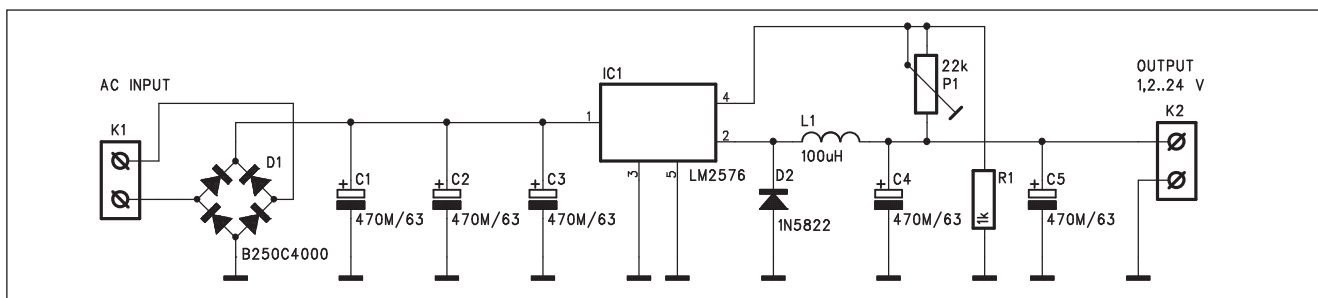 AC INPUT
K1
D1
B250C4000
+ C1
470M/63
+ C2
470M/63
+ C3
470M/63
IC1
1
4
2
3
5
LM2576
L1
100uH
D2
1N5822
+ C4
470M/63
22k
P1
R1
1k
+ C5
470M/63
OUTPUT
1,2..24 V
K2